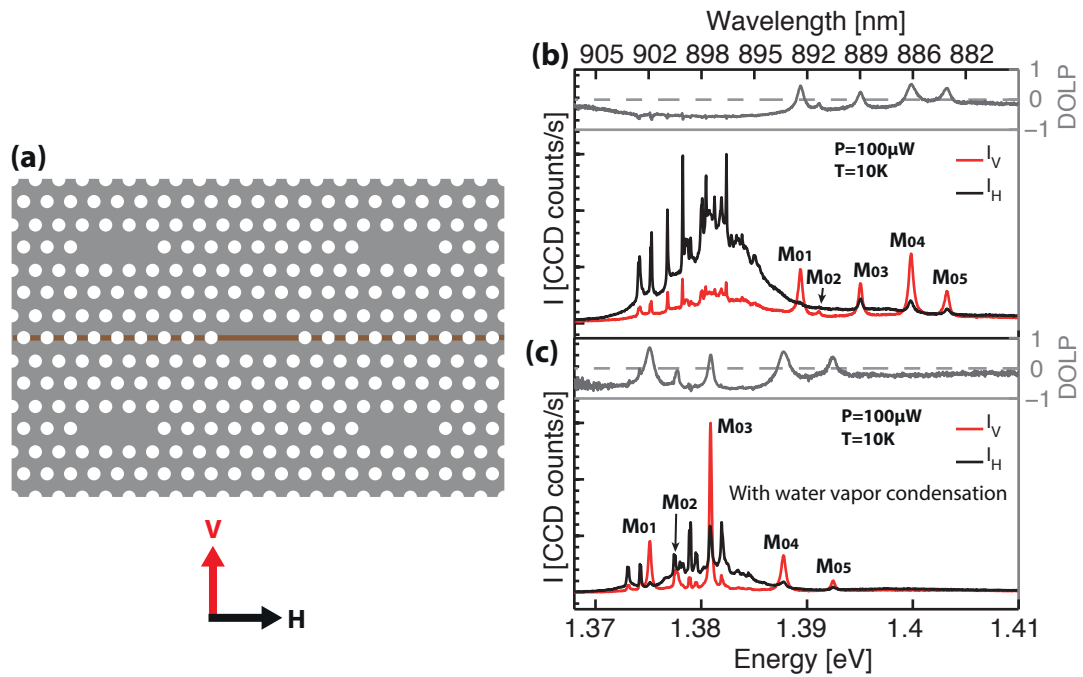 (a)
V
H
Wavelength [nm]
905 902 898 895 892 889 886 882
(b)
1
0
−1
DOLP
P=100µW
T=10K
I_V
I_H
M01
M02
M03
M04
M05
I [CCD counts/s]
(c)
1
0
−1
DOLP
P=100µW
T=10K
I_V
I_H
With water vapor condensation
M01
M02
M03
M04
M05
I [CCD counts/s]
1.37 1.38 1.39 1.4 1.41
Energy [eV]